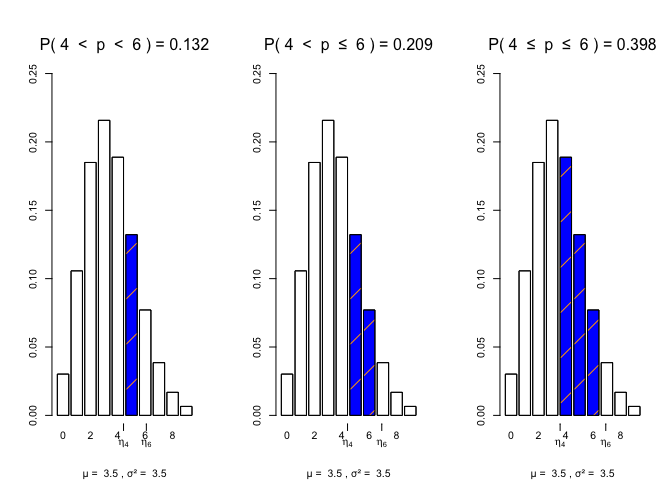 P( 4 < p < 6 ) = 0.132
0.00 0.05 0.10 0.15 0.20 0.25
0 2 4 6 8
η₄ η₆
μ = 3.5 , σ² = 3.5
P( 4 < p ≤ 6 ) = 0.209
0.00 0.05 0.10 0.15 0.20 0.25
0 2 4 6 8
η₄ η₆
μ = 3.5 , σ² = 3.5
P( 4 ≤ p ≤ 6 ) = 0.398
0.00 0.05 0.10 0.15 0.20 0.25
0 2 4 6 8
η₄ η₆
μ = 3.5 , σ² = 3.5